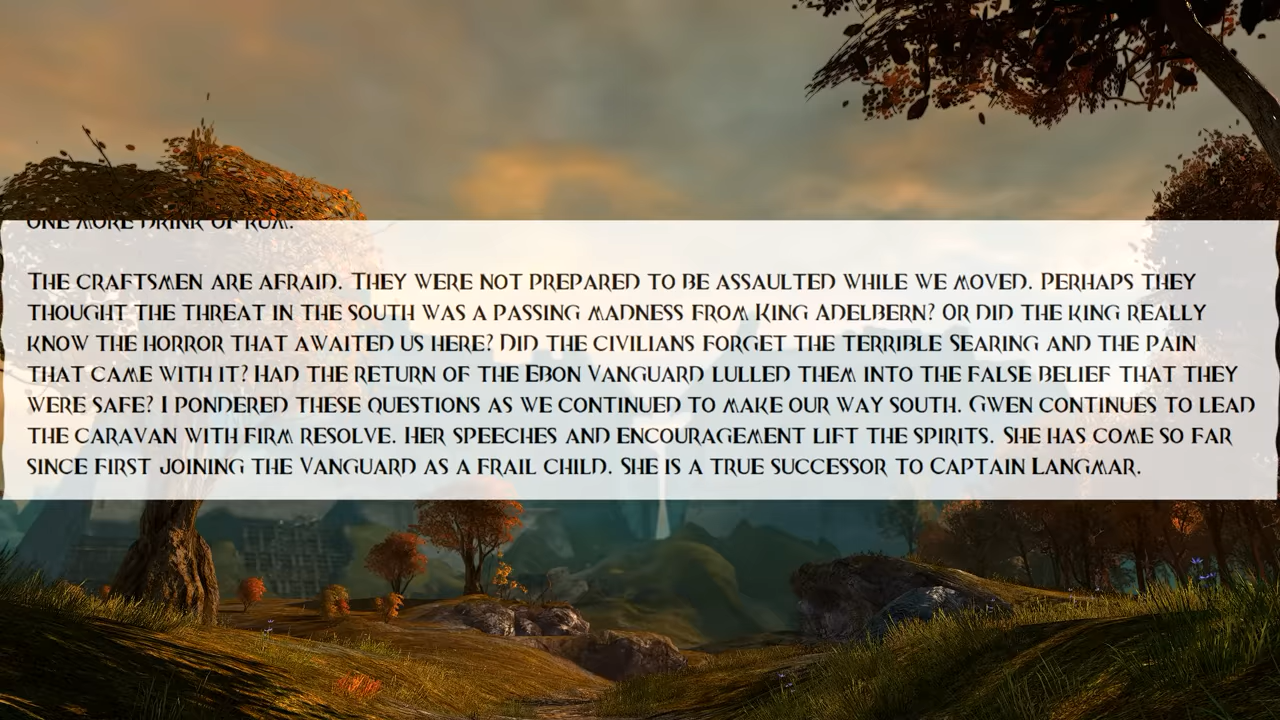 ONE MORE DRINK OF RUM.
THE CRAFTSMEN ARE AFRAID. THEY WERE NOT PREPARED TO BE ASSAULTED WHILE WE MOVED. PERHAPS THEY
THOUGHT THE THREAT IN THE SOUTH WAS A PASSING MADNESS FROM KING ADELBERN? OR DID THE KING REALLY
KNOW THE HORROR THAT AWAITED US HERE? DID THE CIVILIANS FORGET THE TERRIBLE SEARING AND THE PAIN
THAT CAME WITH IT? HAD THE RETURN OF THE EBON VANGUARD LULLED THEM INTO THE FALSE BELIEF THAT THEY
WERE SAFE? I PONDERED THESE QUESTIONS AS WE CONTINUED TO MAKE OUR WAY SOUTH. GWEN CONTINUES TO LEAD
THE CARAVAN WITH FIRM RESOLVE. HER SPEECHES AND ENCOURAGEMENT LIFT THE SPIRITS. SHE HAS COME SO FAR
SINCE FIRST JOINING THE VANGUARD AS A FRAIL CHILD. SHE IS A TRUE SUCCESSOR TO CAPTAIN LANGMAR.